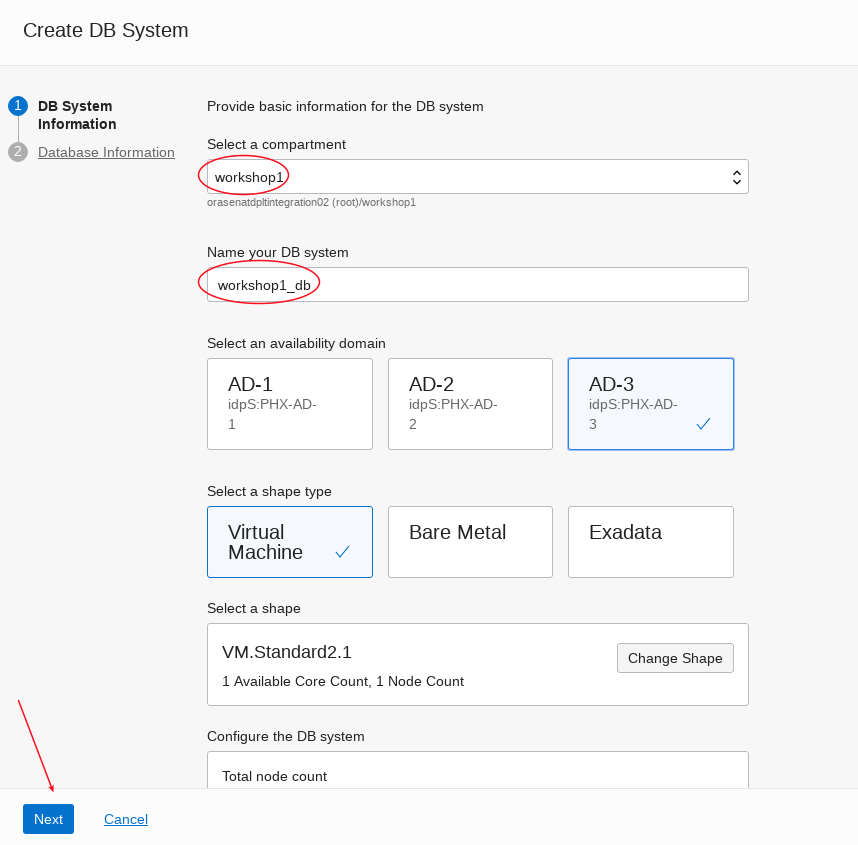 Create DB System
1 DB System
Information
2 Database Information
Provide basic information for the DB system
Select a compartment
workshop1
orasenatdpltintegration02 (root)/workshop1
Name your DB system
workshop1_db
Select an availability domain
AD-1
idpS:PHX-AD-
1
AD-2
idpS:PHX-AD-
2
AD-3
idpS:PHX-AD-
3
Select a shape type
Virtual
Machine
Bare Metal
Exadata
Select a shape
VM.Standard2.1
Change Shape
1 Available Core Count, 1 Node Count
Configure the DB system
Total node count
Next
Cancel